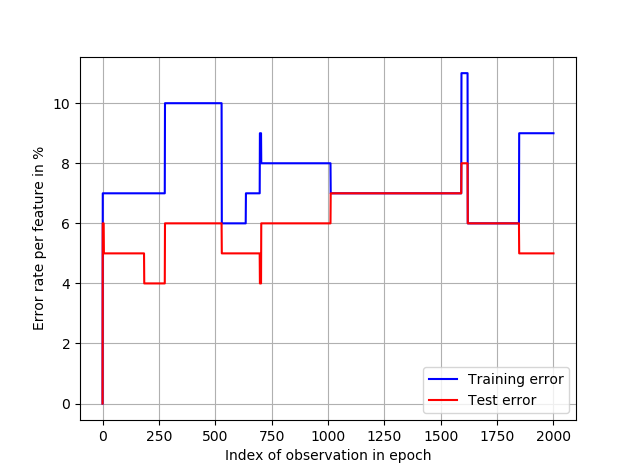 Error rate per feature in %
10
8
6
4
2
0
0 250 500 750 1000 1250 1500 1750 2000
Index of observation in epoch
Training error
Test error